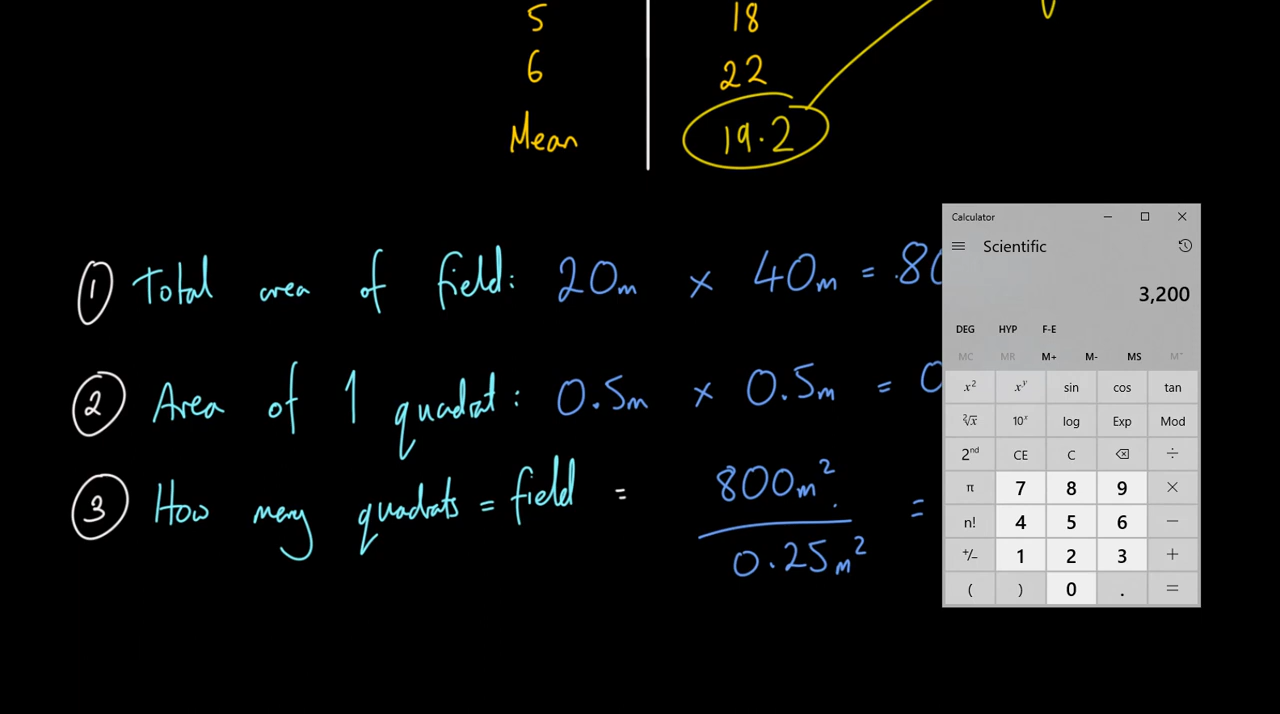 5 18
6 22
Mean 19.2
① Total area of field: 20m × 40m = 80
② Area of 1 quadrat: 0.5m × 0.5m = 0
③ How many quadrats = field = 800m²
0.25m² =
Calculator
Scientific
3,200
DEG HYP F-E
MC MR M+ M- MS M˅
x² xʸ sin cos tan
²√x 10ˣ log Exp Mod
2ⁿᵈ CE C ⌫ ÷
π 7 8 9 ×
n! 4 5 6 −
+/− 1 2 3 +
( ) 0 . =